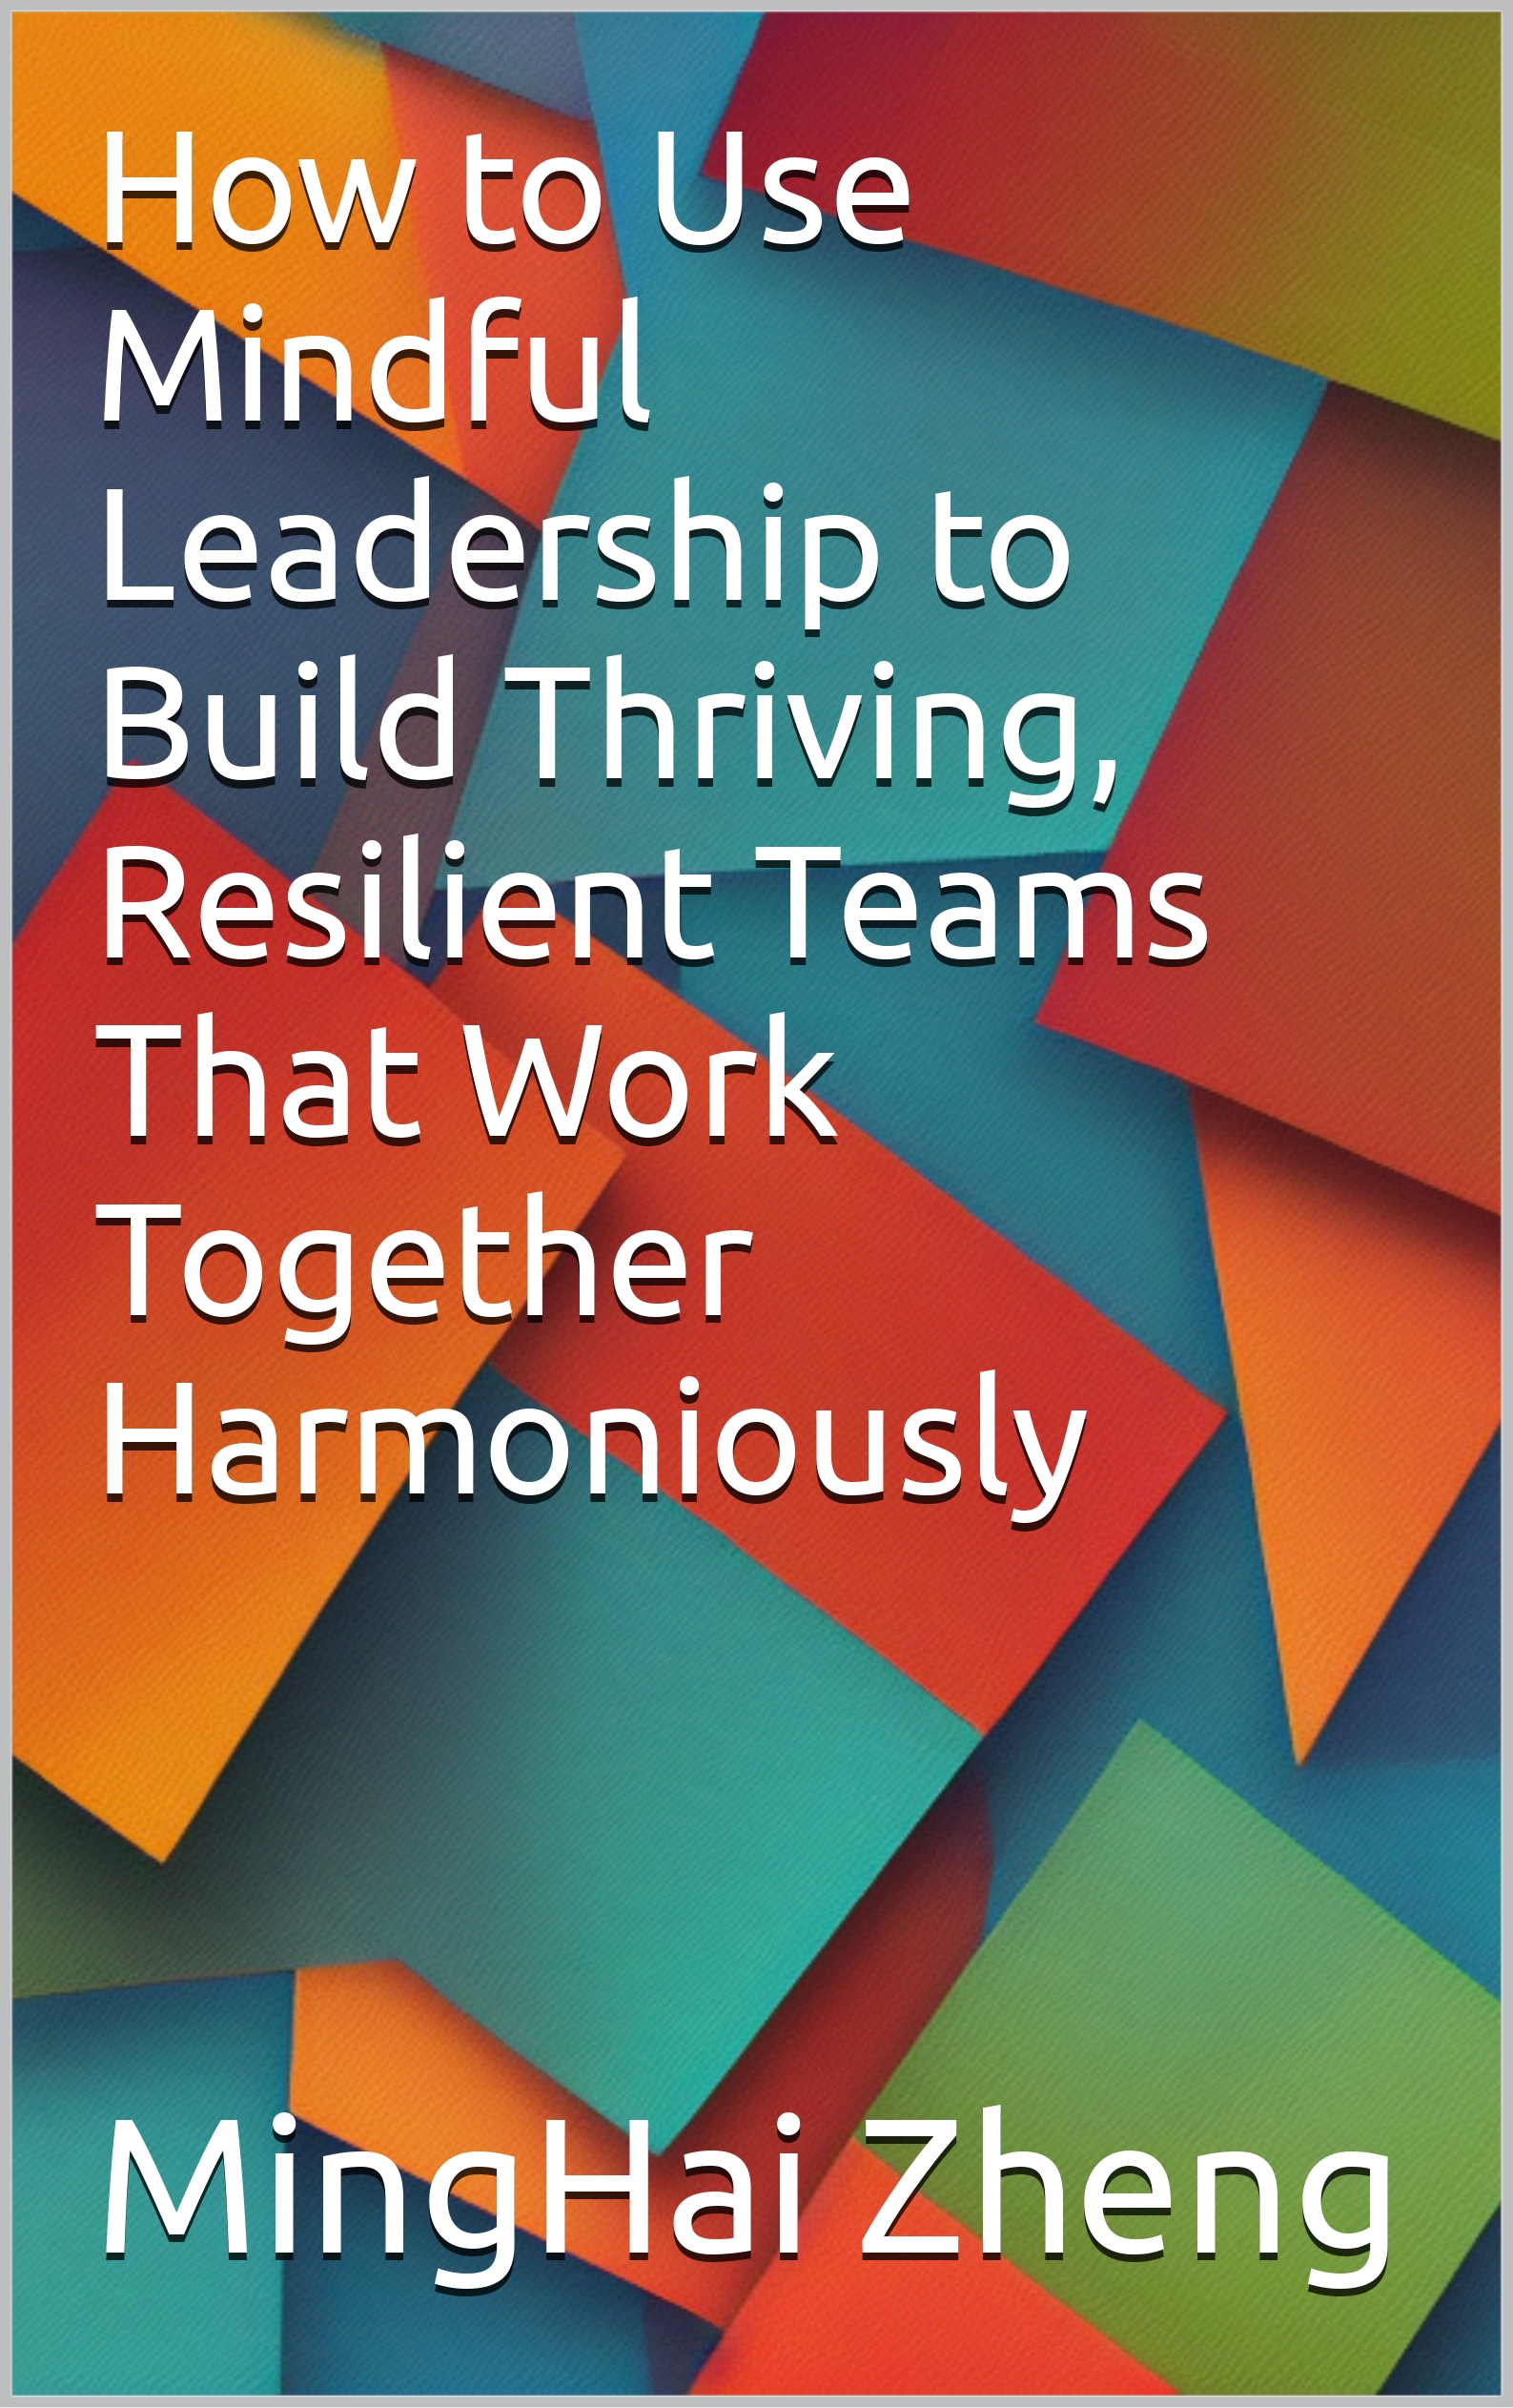 How to Use
Mindful
Leadership to
Build Thriving,
Resilient Teams
That Work
Together
Harmoniously
MingHai Zheng